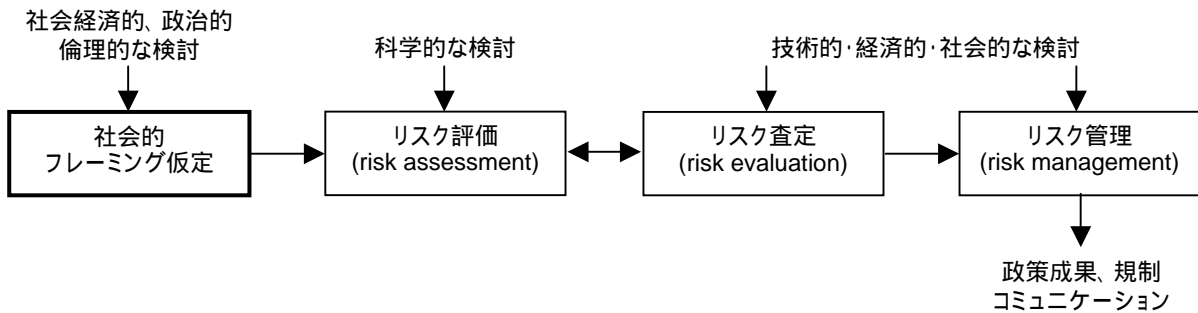 社会経済的、政治的
倫理的な検討
科学的な検討
技術的・経済的・社会的な検討
社会的
フレーミング仮定
リスク評価
(risk assessment)
リスク査定
(risk evaluation)
リスク管理
(risk management)
政策成果、規制
コミュニケーション